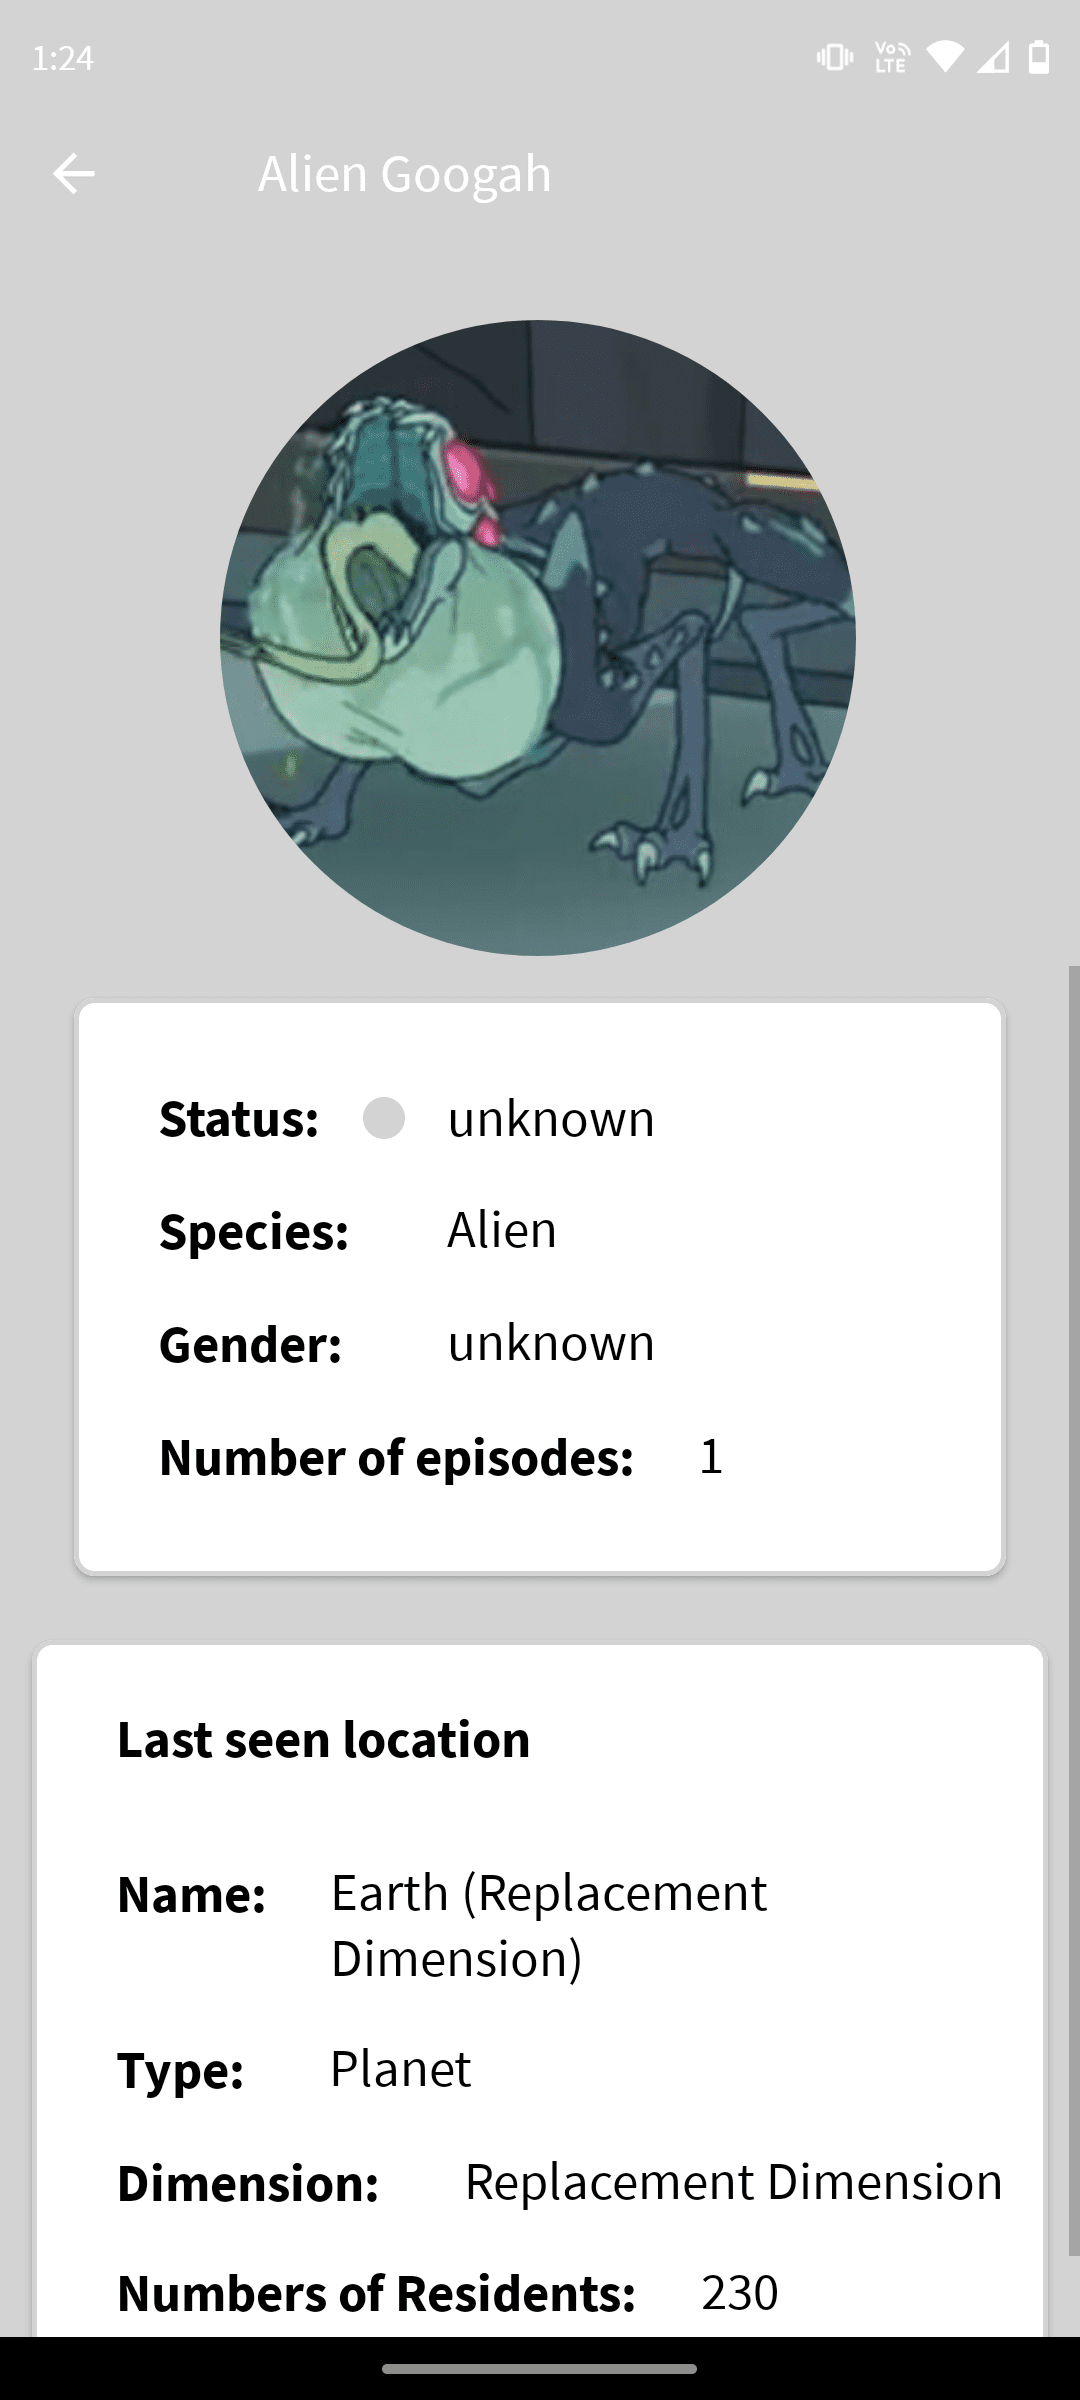 1:24
Vo LTE
Alien Googah
Status: unknown
Species: Alien
Gender: unknown
Number of episodes: 1
Last seen location
Name: Earth (Replacement
Dimension)
Type: Planet
Dimension: Replacement Dimension
Numbers of Residents: 230